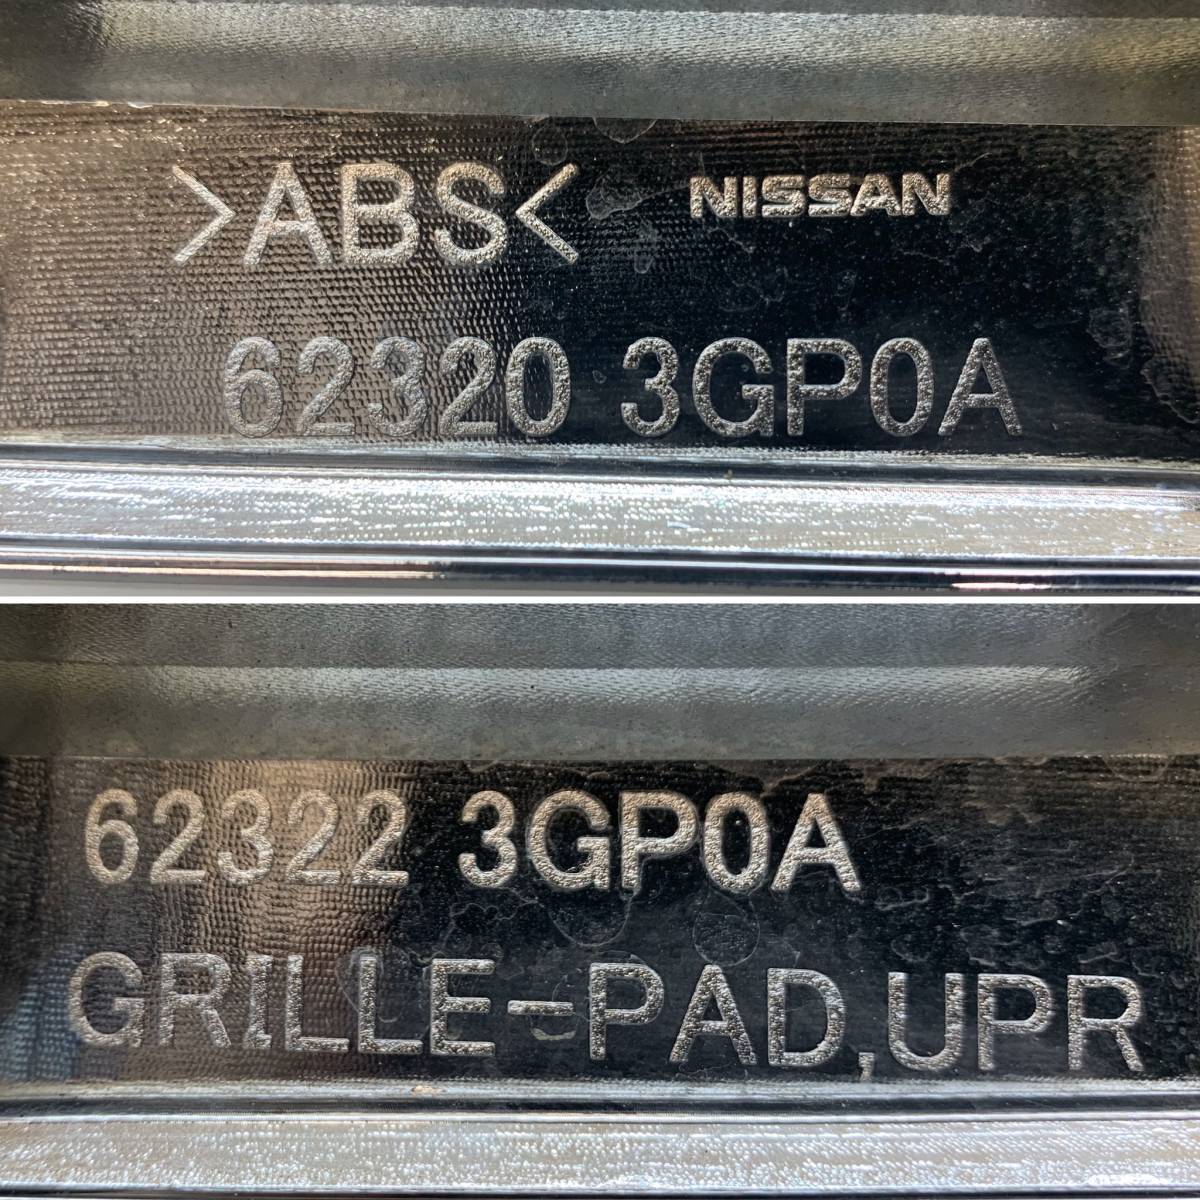 >ABS< NISSAN
62320 3GP0A
62322 3GP0A
GRILLE-PAD,UPR